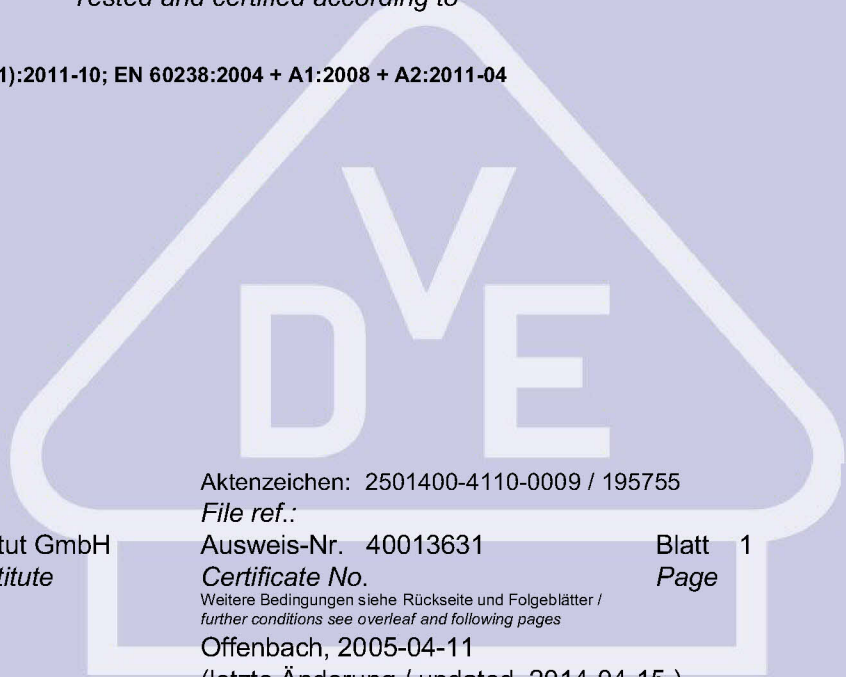 Tested and certified according to
1):2011-10; EN 60238:2004 + A1:2008 + A2:2011-04
V
D E
Aktenzeichen: 2501400-4110-0009 / 195755
File ref.:
tut GmbH Ausweis-Nr. 40013631 Blatt 1
titute Certificate No. Page
Weitere Bedingungen siehe Rückseite und Folgeblätter /
further conditions see overleaf and following pages
Offenbach, 2005-04-11
(letzte Änderung / updated 2014-04-15 )